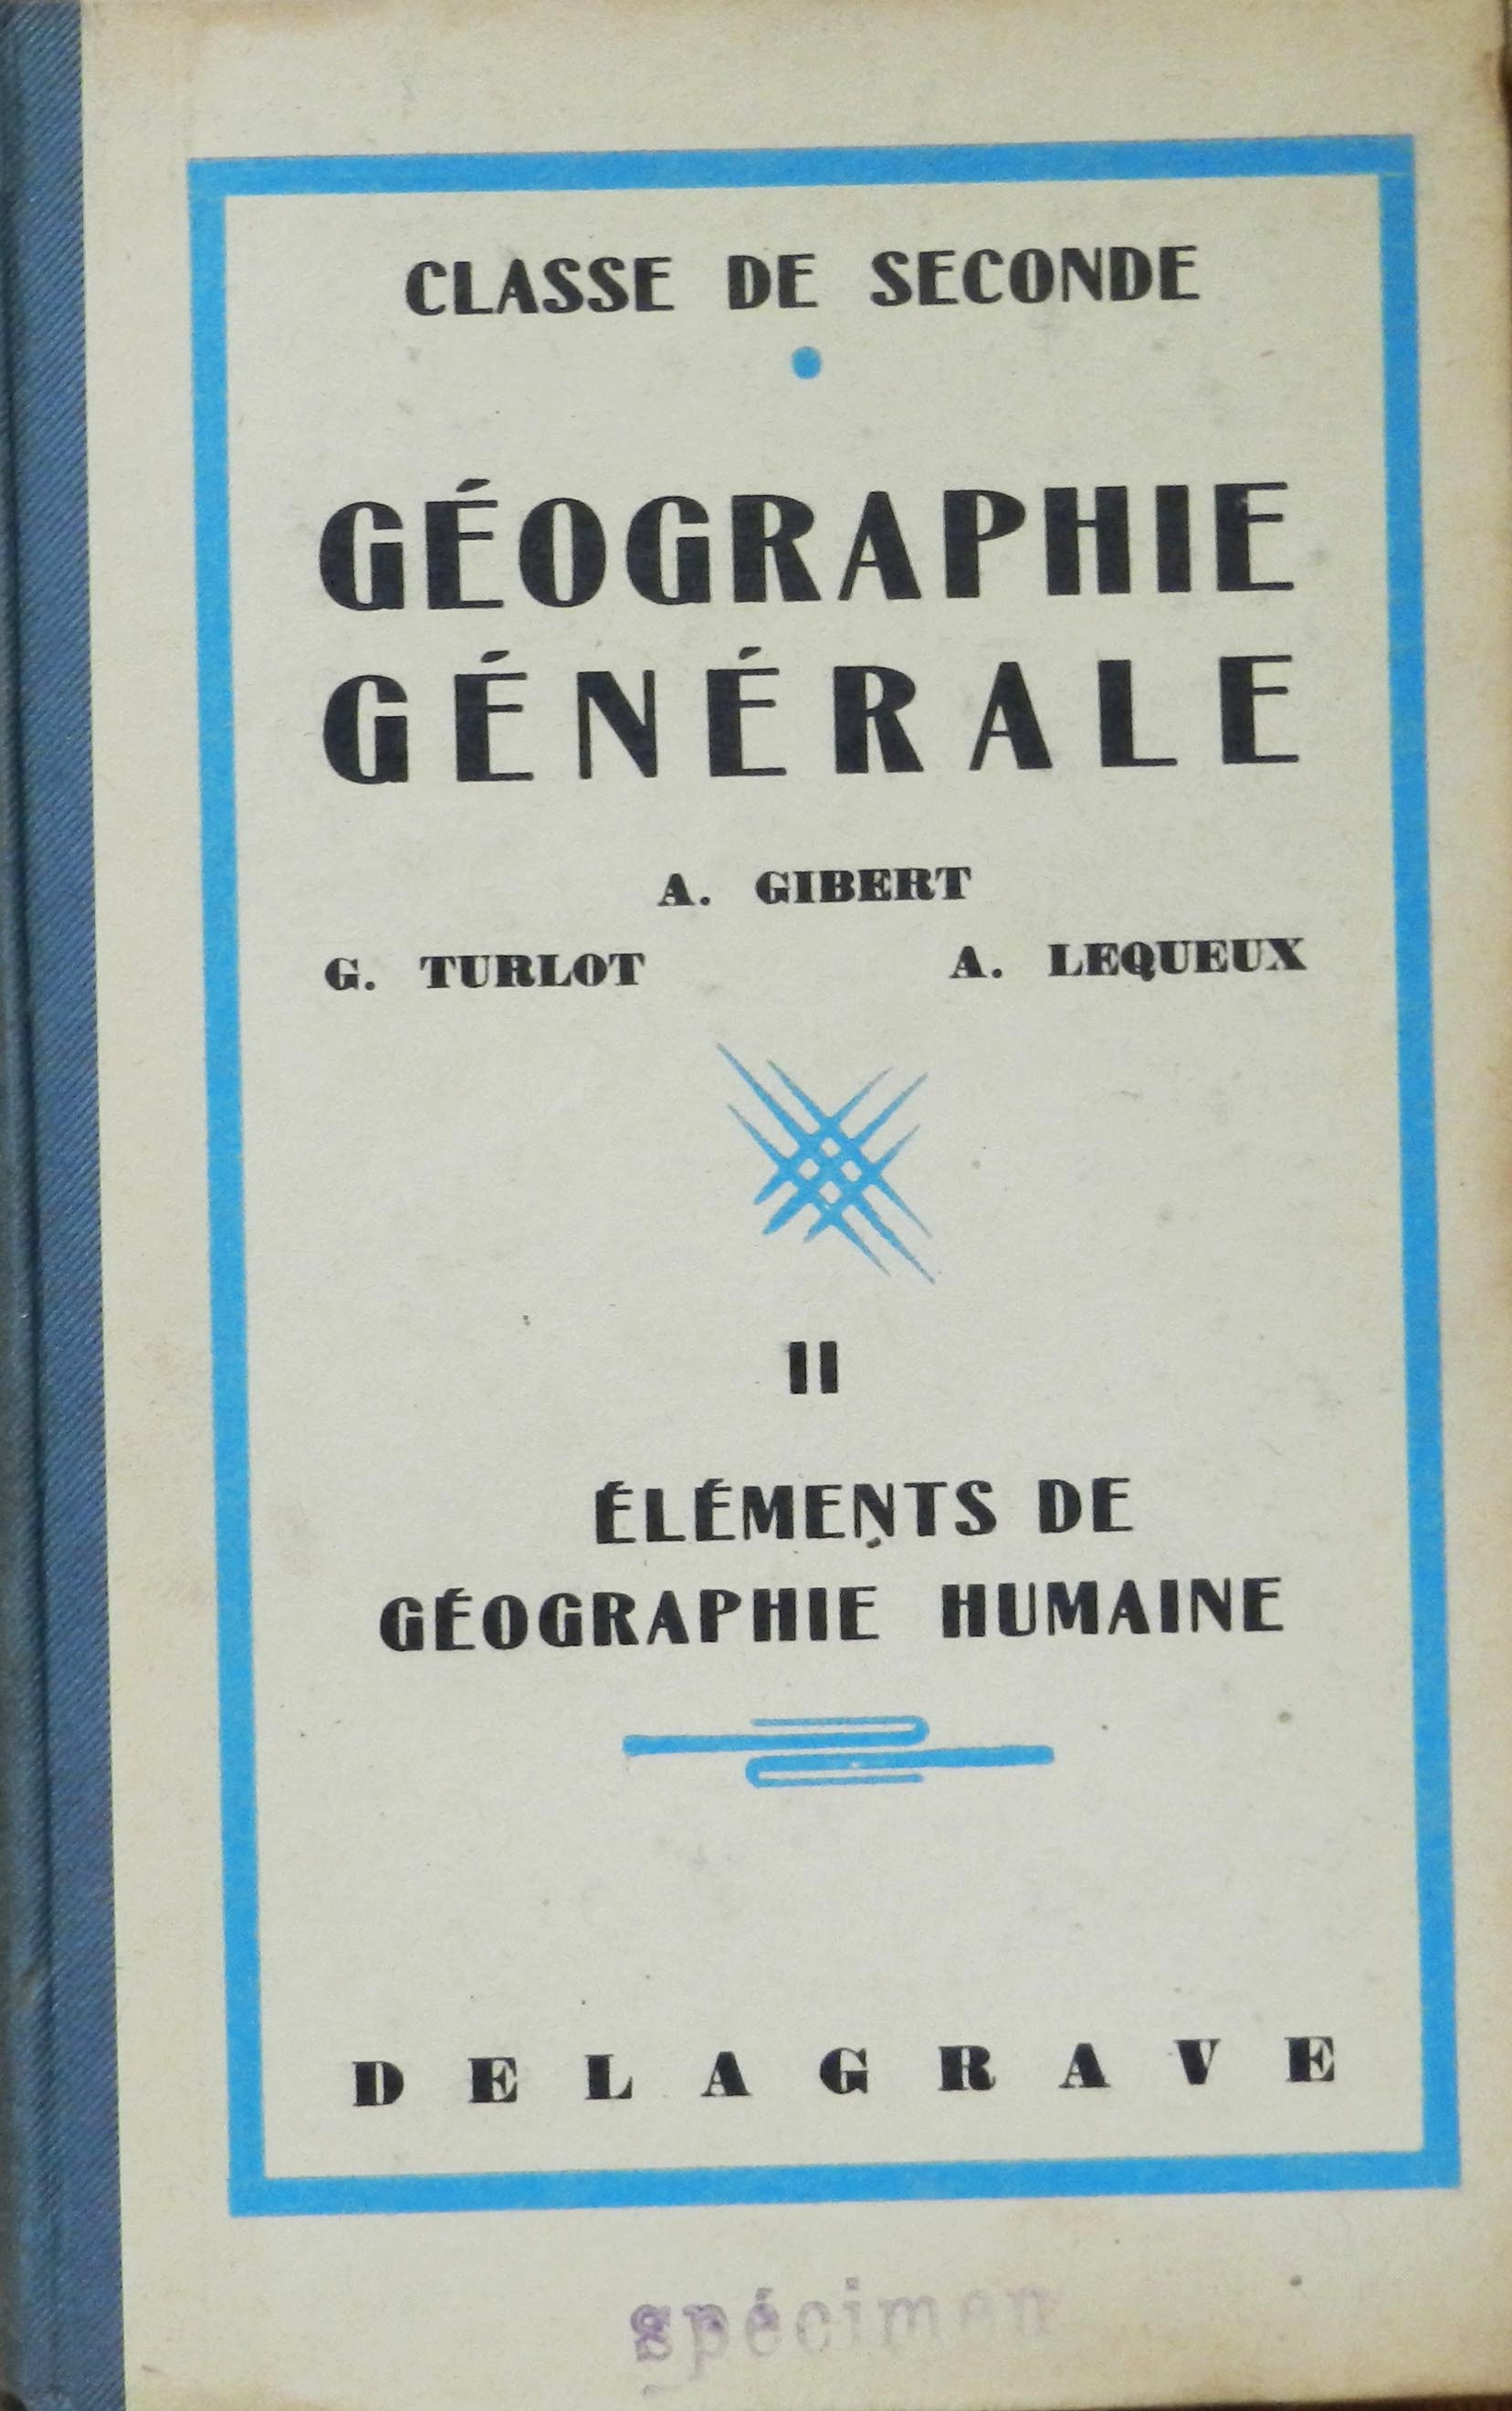 CLASSE DE SECONDE
GÉOGRAPHIE
GÉNÉRALE
A. GIBERT
G. TURLOT A. LEQUEUX
II
ÉLÉMENTS DE
GÉOGRAPHIE HUMAINE
DELAGRAVE
spécimen